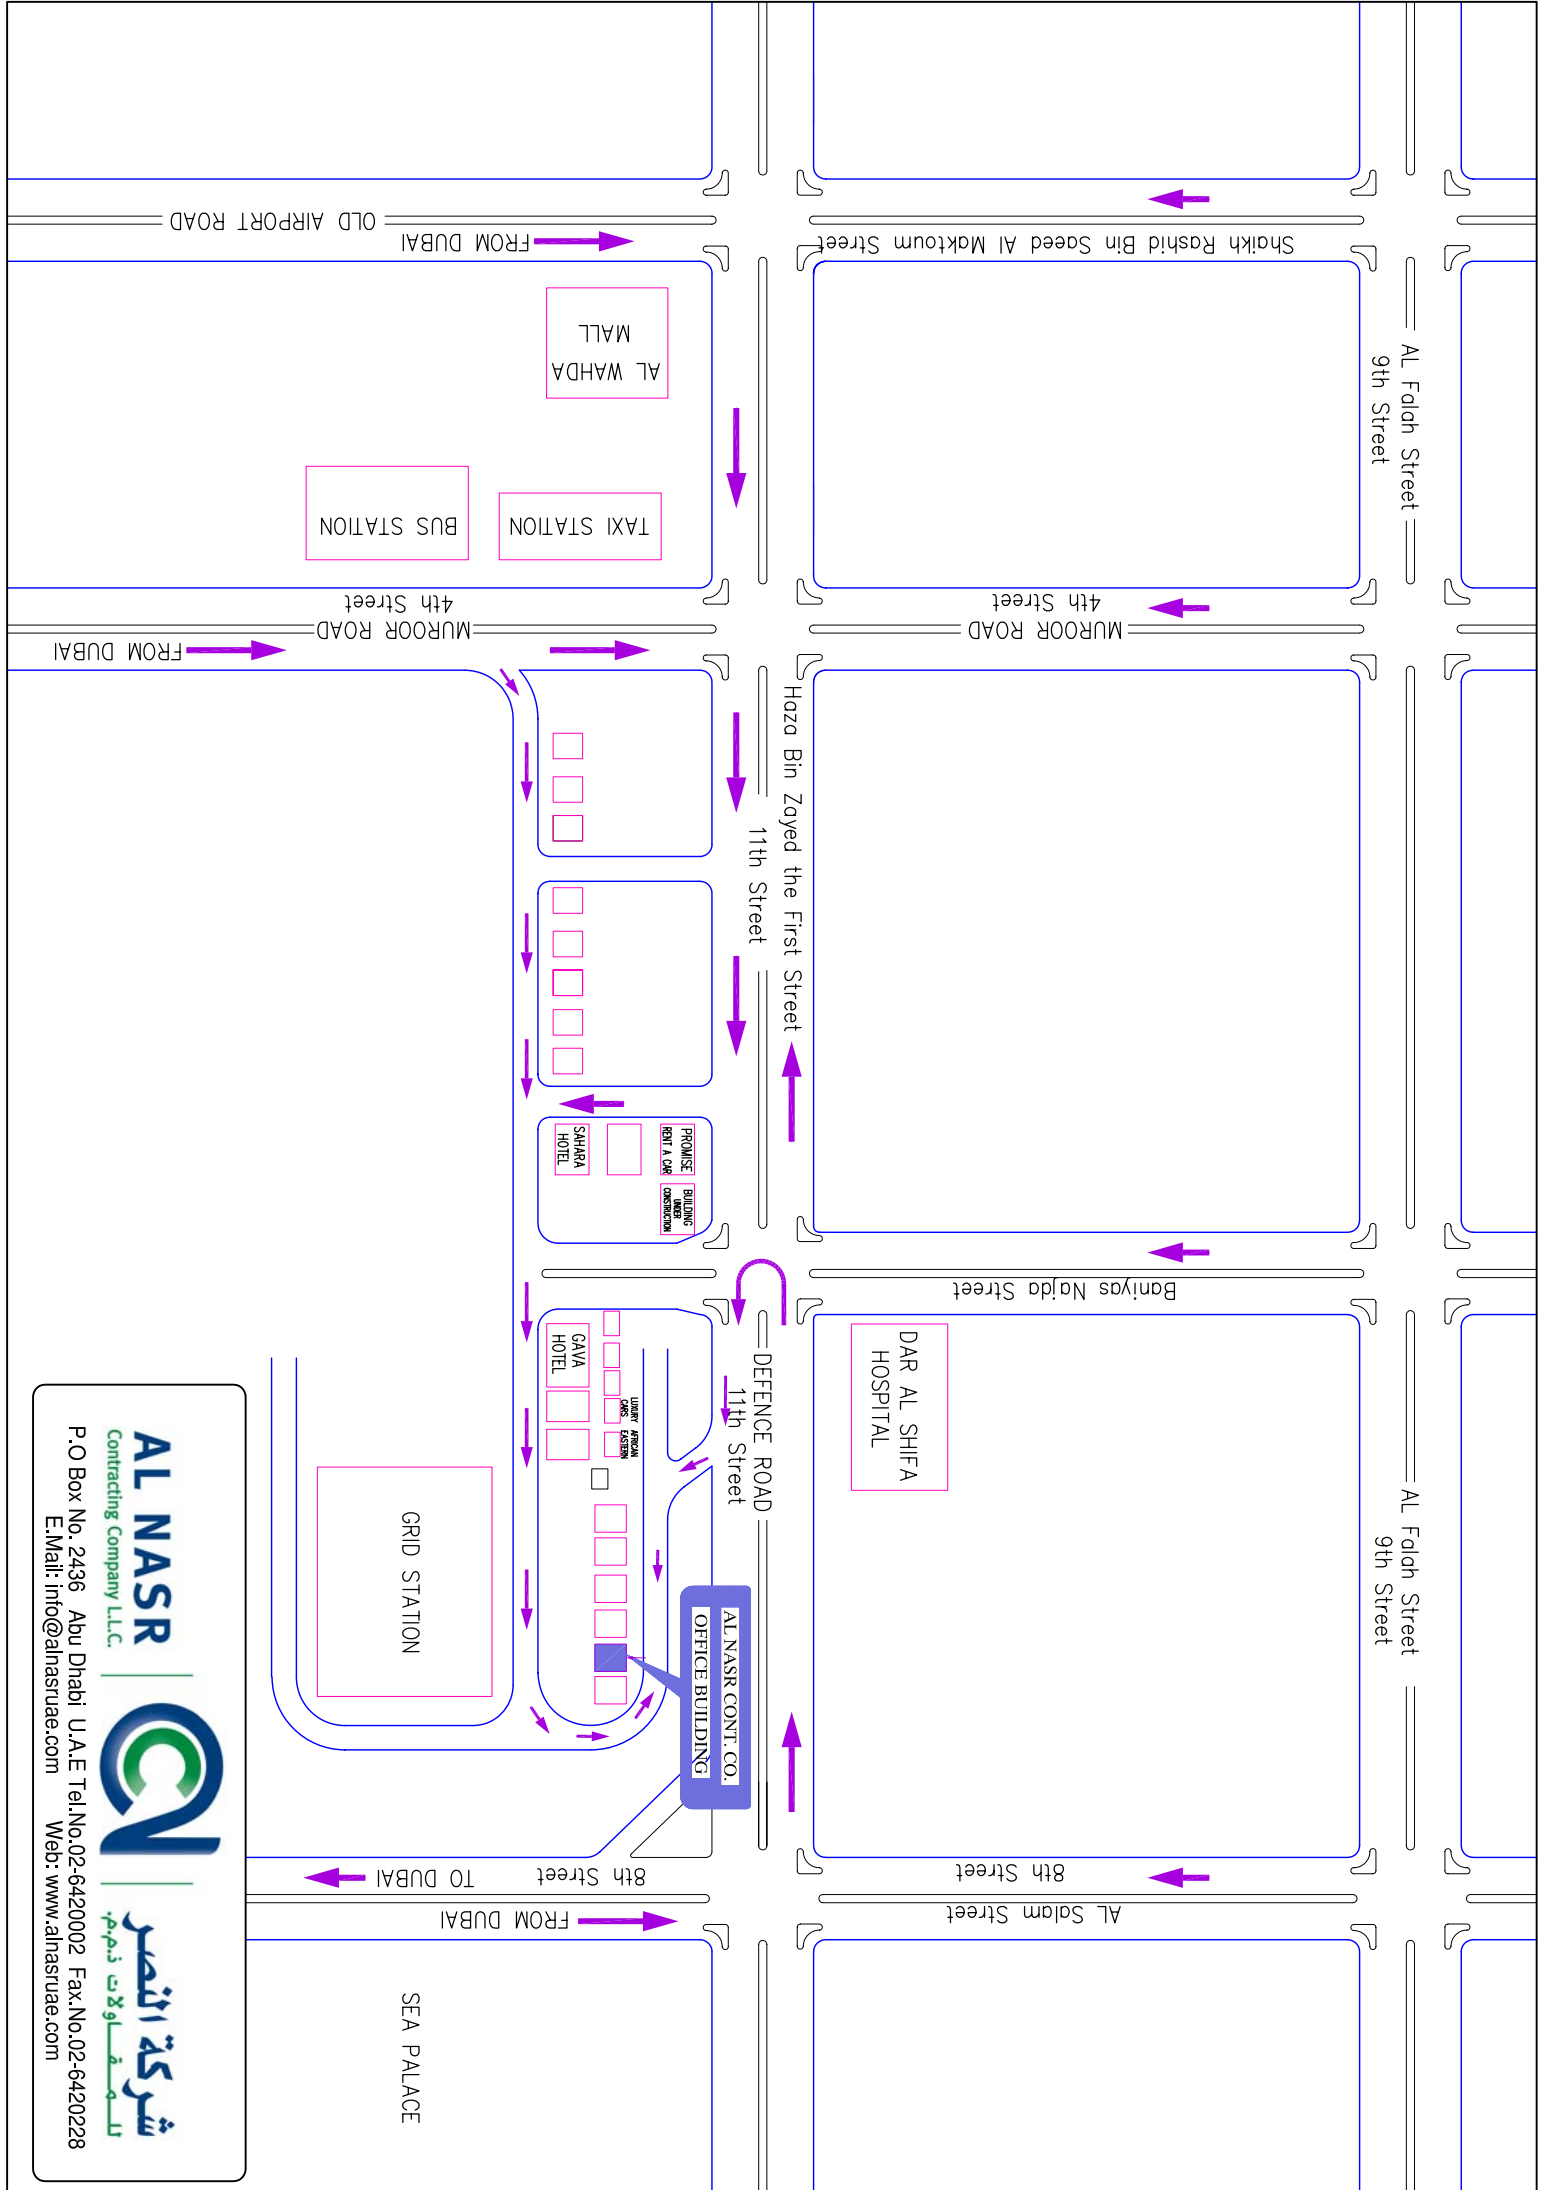 Shaikh Rashid Bin Saeed Al Maktoum Street
OLD AIRPORT ROAD
FROM DUBAI
AL WAHDA
MALL
TAXI STATION
BUS STATION
AL Falah Street
9th Street
4th Street
MUROOR ROAD
4th Street
MUROOR ROAD
FROM DUBAI
Haza Bin Zayed the First Street
11th Street
PROMISE
RENT A CAR
BUILDING
UNDER
CONSTRUCTION
SAHARA
HOTEL
Baniyas Najda Street
AL Falah Street
9th Street
DAR AL SHIFA
HOSPITAL
DEFENCE ROAD
11th Street
LUXURY
CARS
AFRICAN
EASTERN
GAVA
HOTEL
AL NASR CONT. CO.
OFFICE BUILDING
GRID STATION
8th Street
AL Salam Street
8th Street
TO DUBAI
FROM DUBAI
SEA PALACE
AL NASR
Contracting Company L.L.C.
شركة النصر
للمقاولات ذ.م.م.
P.O Box No. 2436 Abu Dhabi U.A.E Tel.No.02-6420002 Fax.No.02-6420228
E.Mail: info@alnasruae.com Web: www.alnasruae.com